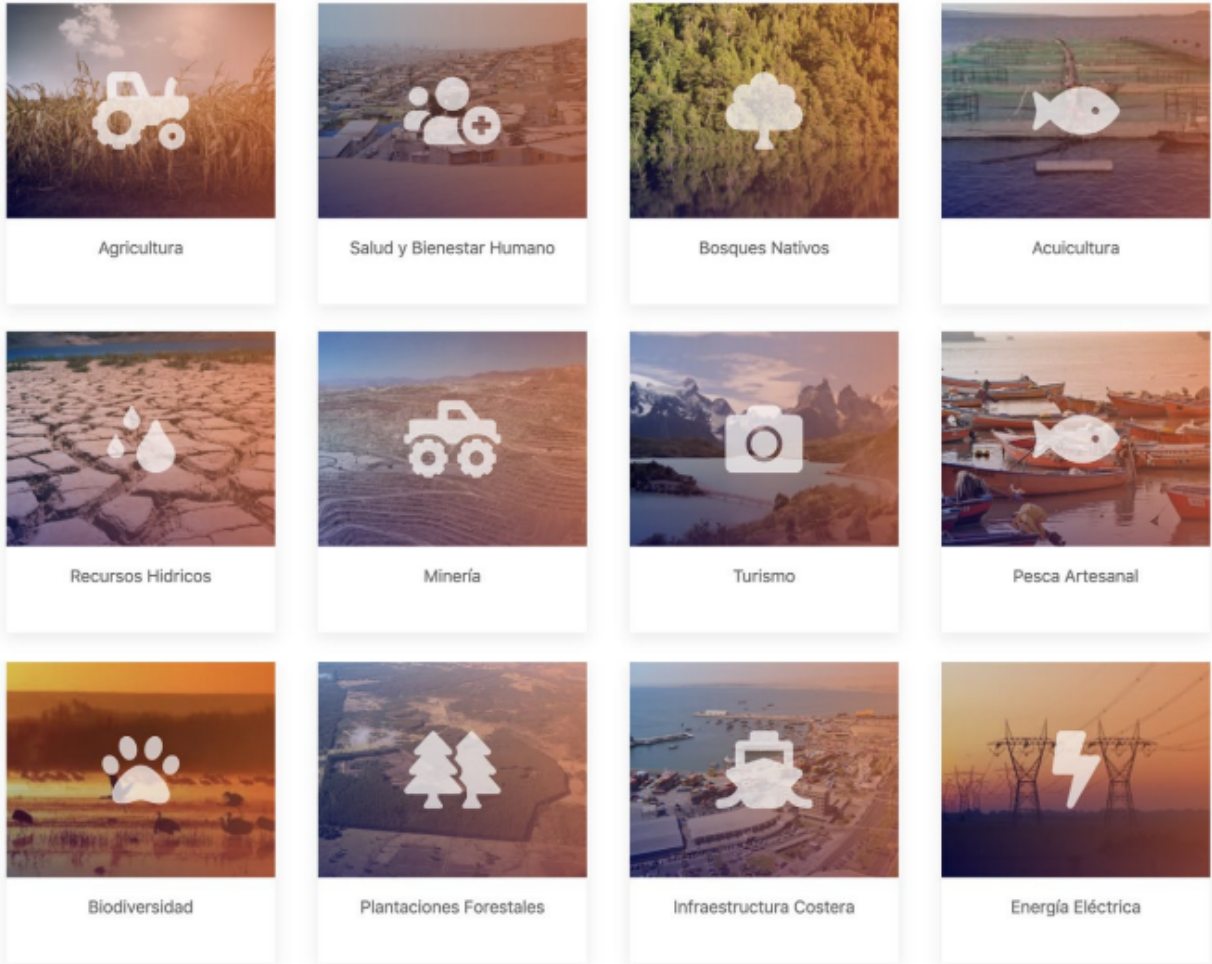 Agricultura
Salud y Bienestar Humano
Bosques Nativos
Acuicultura
Recursos Hidricos
Minería
Turismo
Pesca Artesanal
Biodiversidad
Plantaciones Forestales
Infraestructura Costera
Energía Eléctrica